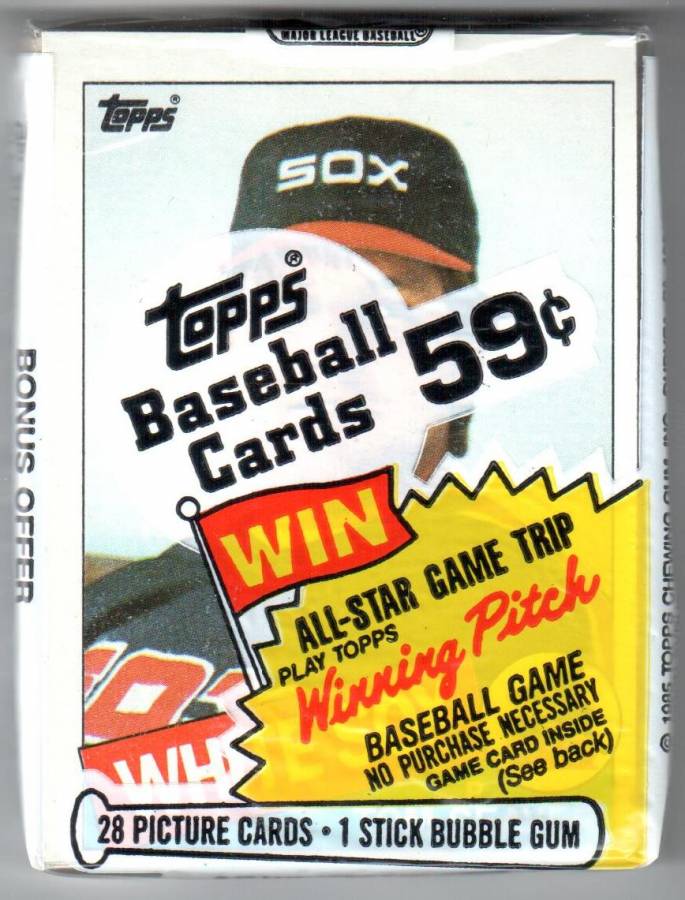 MAJOR LEAGUE BASEBALL®
topps®
SOX
topps®
Baseball
Cards
59¢
BONUS OFFER
WIN
ALL-STAR GAME TRIP
PLAY TOPPS
Winning Pitch
BASEBALL GAME
NO PURCHASE NECESSARY
GAME CARD INSIDE
(See back)
© 1985 TOPPS CHEWING GUM, INC.
WHITE SOX
28 PICTURE CARDS • 1 STICK BUBBLE GUM